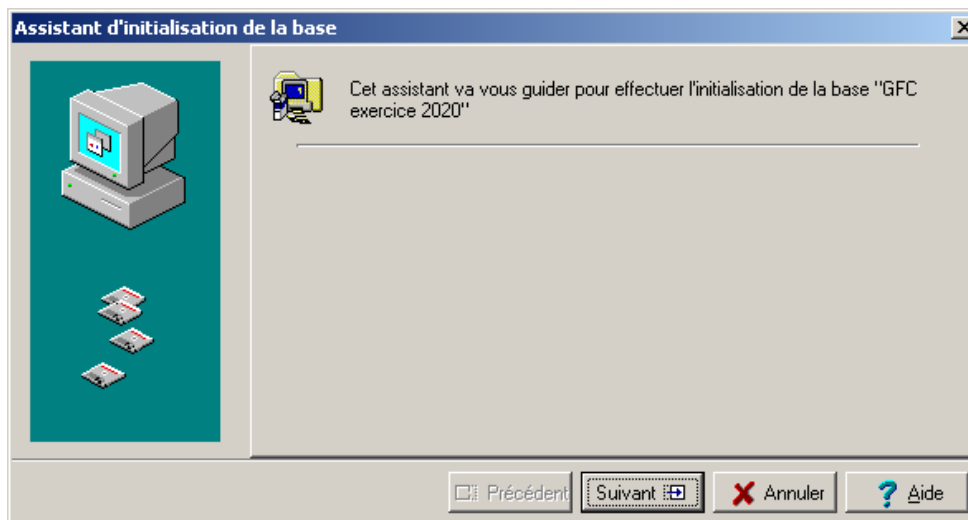 Assistant d'initialisation de la base
Cet assistant va vous guider pour effectuer l'initialisation de la base "GFC
exercice 2020"
Précédent Suivant Annuler Aide